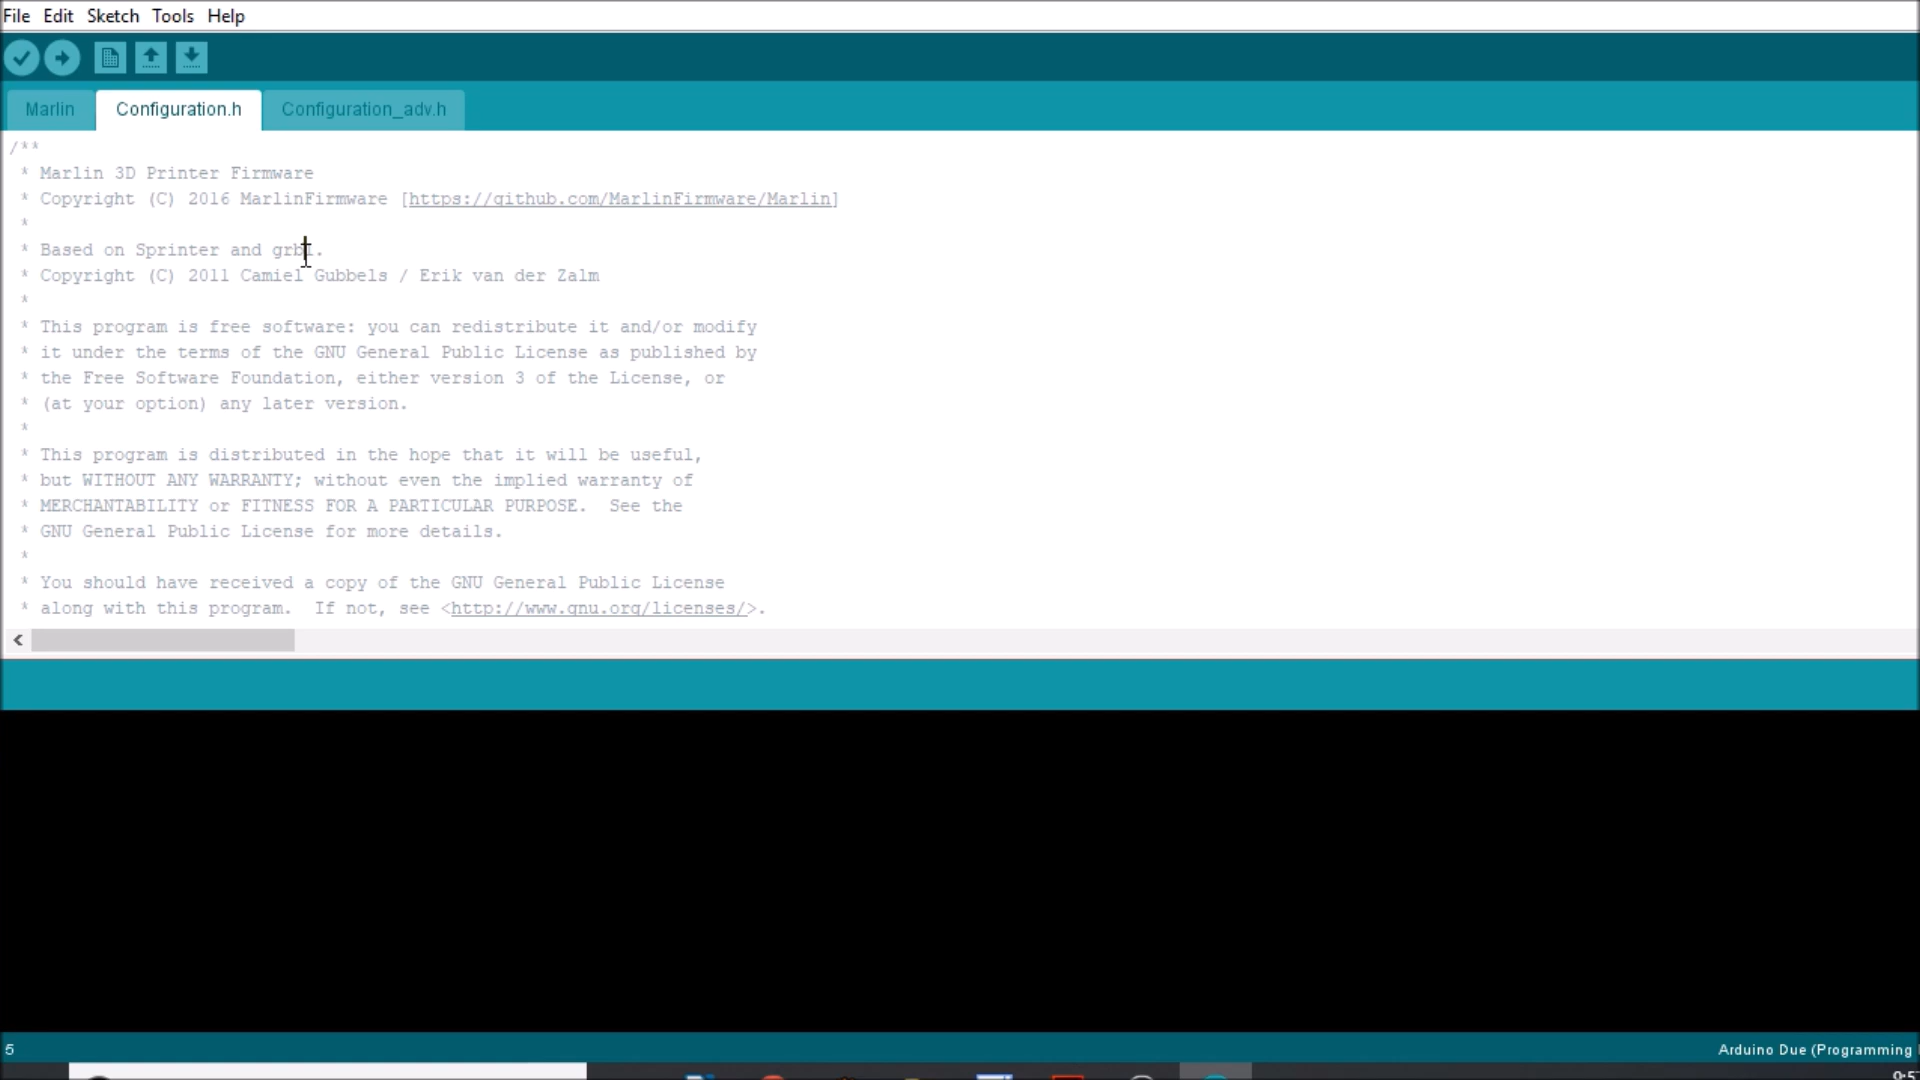 File Edit Sketch Tools Help
Marlin Configuration.h Configuration_adv.h
/**
* Marlin 3D Printer Firmware
* Copyright (C) 2016 MarlinFirmware [https://github.com/MarlinFirmware/Marlin]
*
* Based on Sprinter and grbl.
* Copyright (C) 2011 Camiel Gubbels / Erik van der Zalm
*
* This program is free software: you can redistribute it and/or modify
* it under the terms of the GNU General Public License as published by
* the Free Software Foundation, either version 3 of the License, or
* (at your option) any later version.
*
* This program is distributed in the hope that it will be useful,
* but WITHOUT ANY WARRANTY; without even the implied warranty of
* MERCHANTABILITY or FITNESS FOR A PARTICULAR PURPOSE.  See the
* GNU General Public License for more details.
*
* You should have received a copy of the GNU General Public License
* along with this program.  If not, see <http://www.gnu.org/licenses/>.
5 Arduino Due (Programming